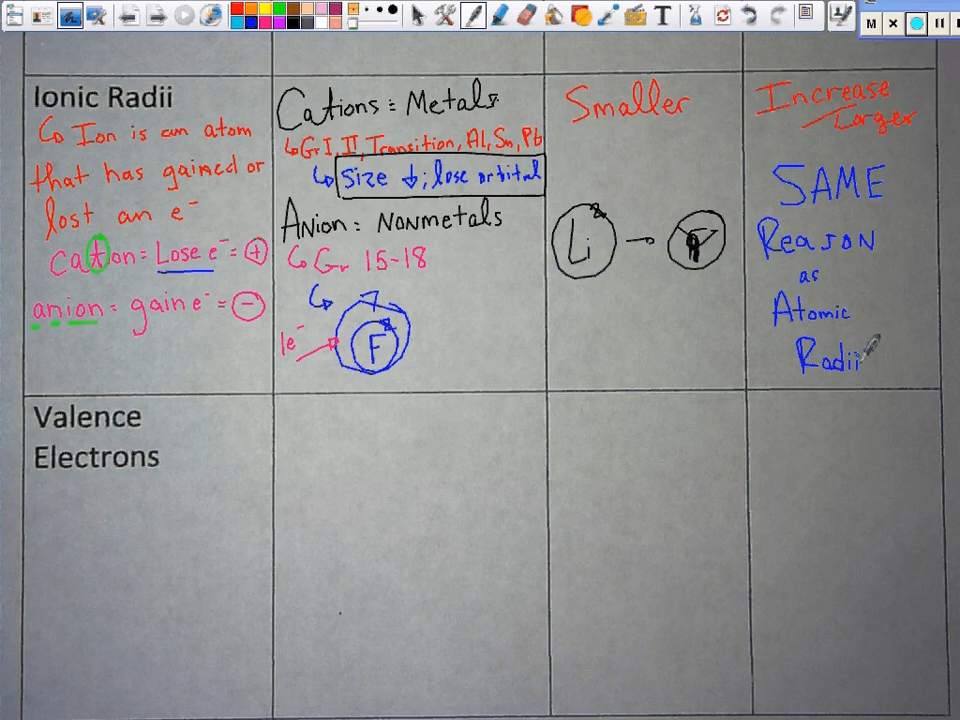 Ionic Radii
Ion is an atom
that has gained or
lost an e⁻
Cation = Lose e⁻ = +
anion = gain e⁻ = −
Cations = Metals
Gr I, II, Transition, Al, Sn, Pb
Size ↓; lose orbital
Anion = Nonmetals
Gr 15-18
1e⁻
F
Smaller
Li →
Increase
Larger
SAME
Reason
as
Atomic
Radii
Valence
Electrons
T
M